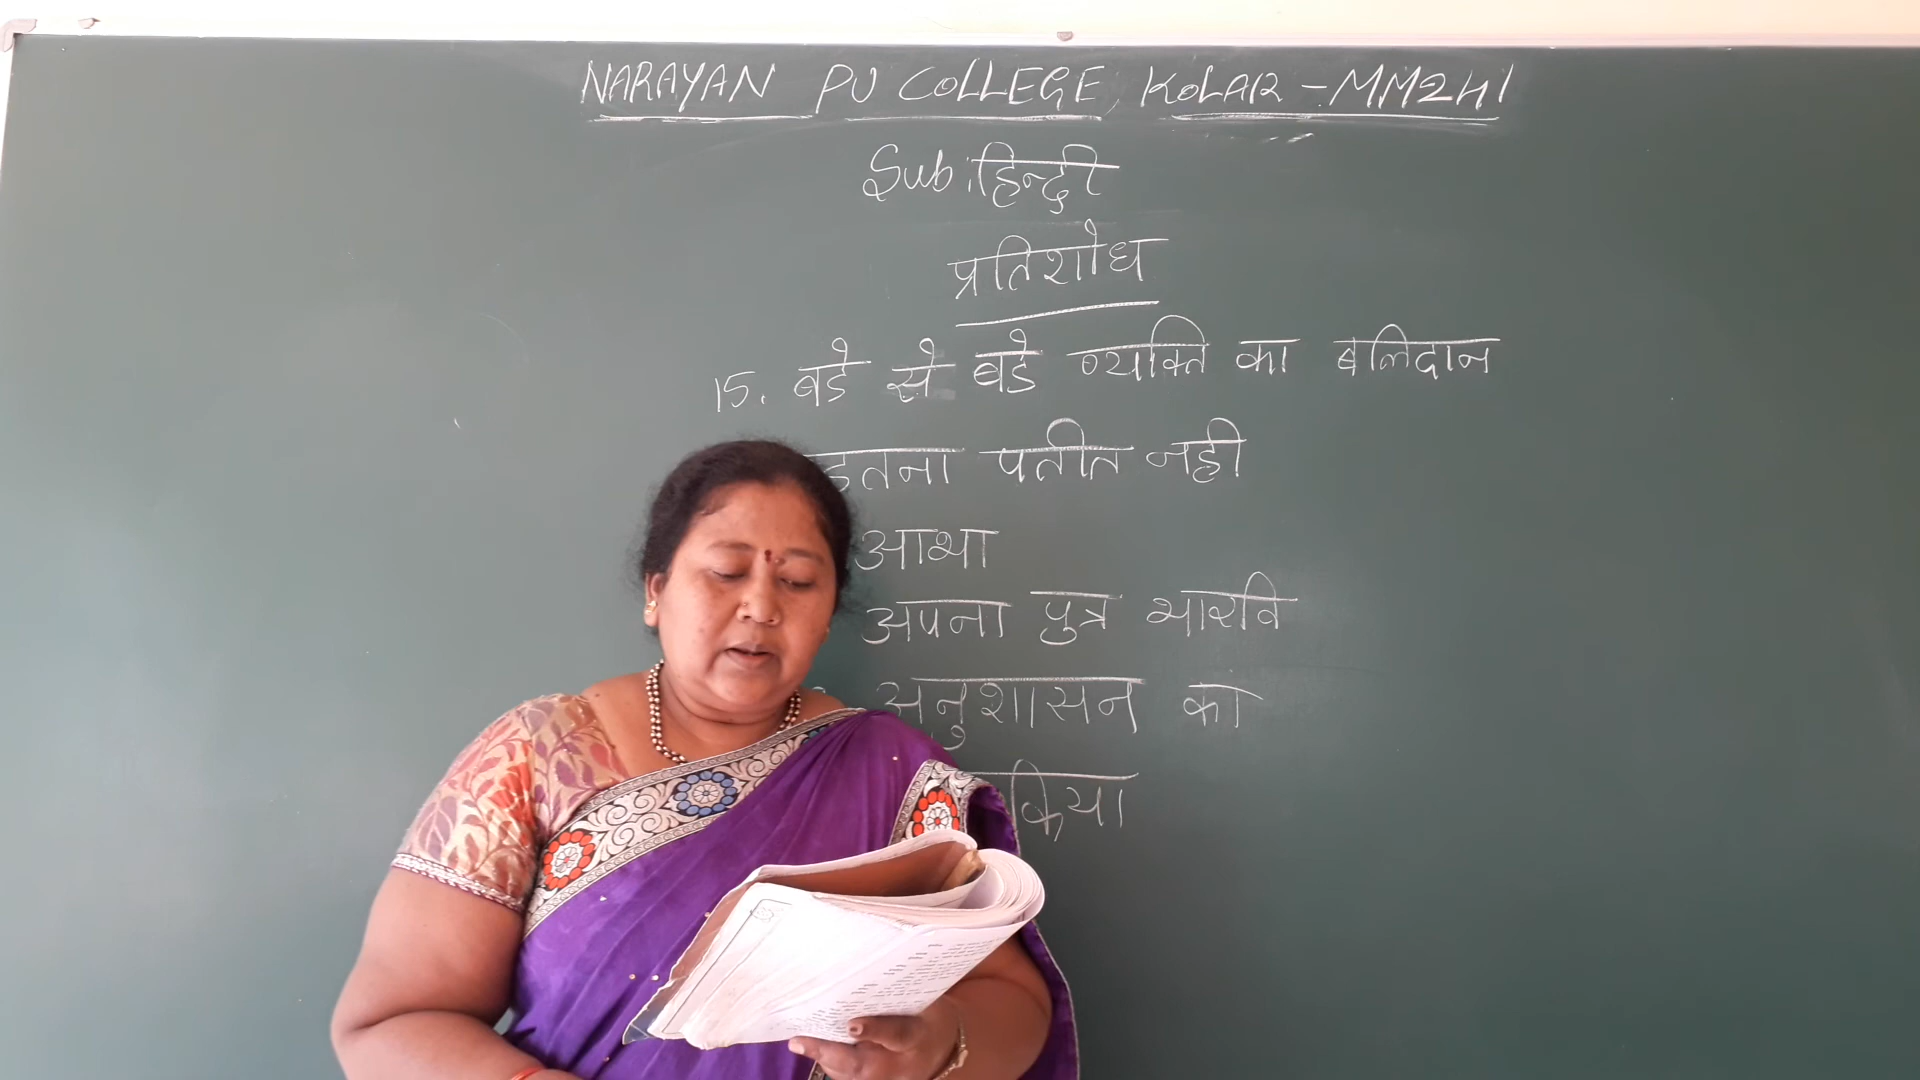 NARAYAN PU COLLEGE, KOLAR - MM241
Sub: हिन्दी
प्रतिशोध
15. बडे से बडे व्यक्ति का बलिदान
इतना पतीत नही
आभा
अपना पुत्र भारवि
अनुशासन का
किया